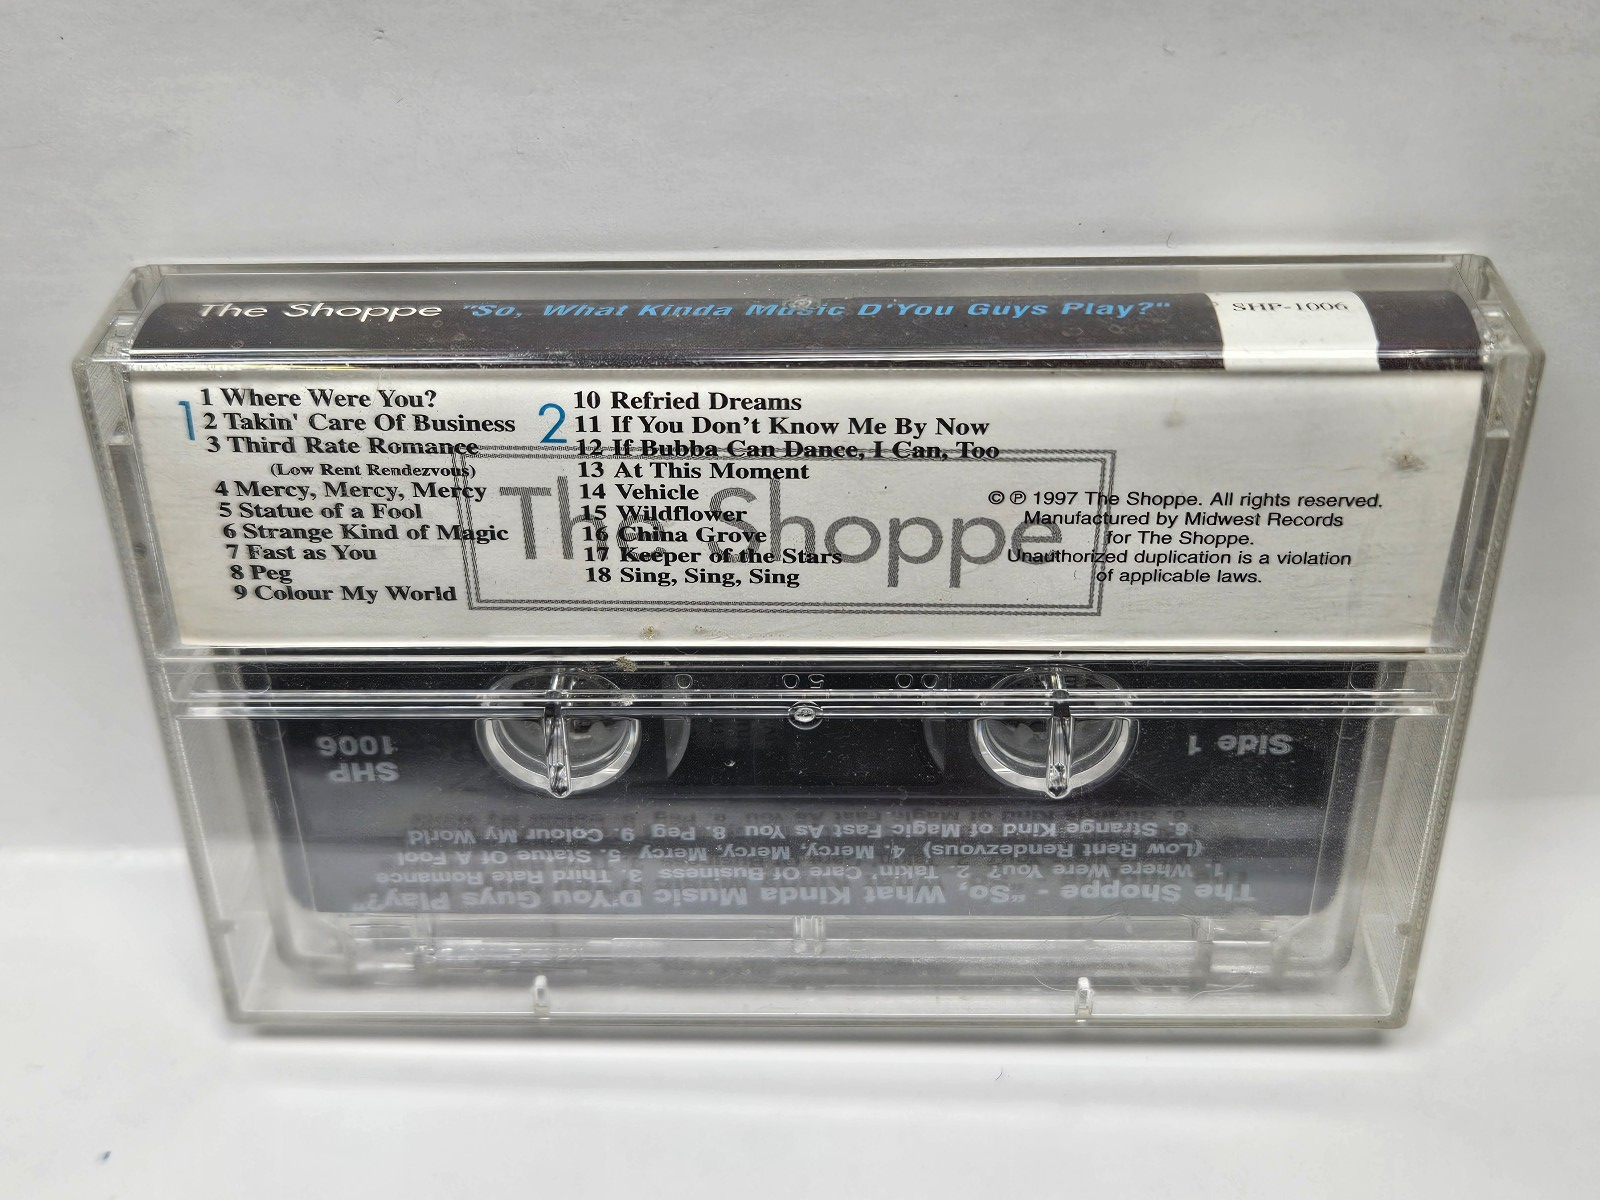 The Shoppe "So, What Kinda Music D'You Guys Play?" SHP-1006
1
1 Where Were You?
2 Takin' Care Of Business
3 Third Rate Romance
(Low Rent Rendezvous)
4 Mercy, Mercy, Mercy
5 Statue of a Fool
6 Strange Kind of Magic
7 Fast as You
8 Peg
9 Colour My World
2
10 Refried Dreams
11 If You Don't Know Me By Now
12 If Bubba Can Dance, I Can, Too
13 At This Moment
14 Vehicle
15 Wildflower
16 China Grove
17 Keeper of the Stars
18 Sing, Sing, Sing
The Shoppe
© ℗ 1997 The Shoppe. All rights reserved.
Manufactured by Midwest Records
for The Shoppe.
Unauthorized duplication is a violation
of applicable laws.
The Shoppe - "So, What Kinda Music D'You Guys Play?"
1. Where Were You? 2. Takin' Care Of Business 3. Third Rate Romance
(Low Rent Rendezvous) 4. Mercy, Mercy, Mercy 5. Statue Of A Fool
6. Strange Kind of Magic 7. Fast As You 8. Peg 9. Colour My World
SHP
1006
Side 1
100 50 0